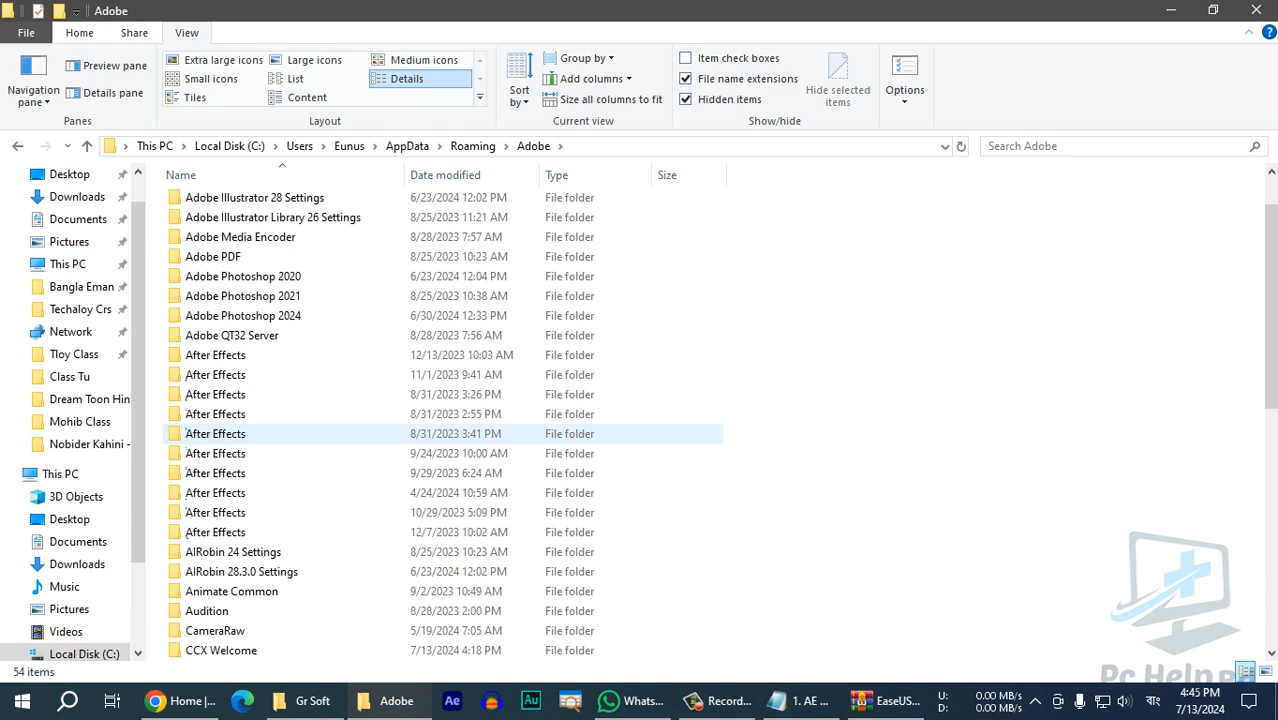 Adobe
File Home Share View
Navigation pane
Preview pane
Details pane
Panes
Extra large icons Large icons Medium icons
Small icons List Details
Tiles Content
Layout
Sort by
Group by
Add columns
Size all columns to fit
Current view
Item check boxes
File name extensions
Hidden items
Hide selected items
Show/hide
Options
This PC Local Disk (C:) Users Eunus AppData Roaming Adobe
Search Adobe
Desktop
Downloads
Documents
Pictures
This PC
Bangla Eman
Techaloy Crs
Network
Tloy Class
Class Tu
Dream Toon Hin
Mohib Class
Nobider Kahini -
This PC
3D Objects
Desktop
Documents
Downloads
Music
Pictures
Videos
Local Disk (C:)
Name Date modified Type Size
Adobe Illustrator 28 Settings 6/23/2024 12:02 PM File folder
Adobe Illustrator Library 26 Settings 8/25/2023 11:21 AM File folder
Adobe Media Encoder 8/28/2023 7:57 AM File folder
Adobe PDF 8/25/2023 10:23 AM File folder
Adobe Photoshop 2020 6/23/2024 12:04 PM File folder
Adobe Photoshop 2021 8/25/2023 10:38 AM File folder
Adobe Photoshop 2024 6/30/2024 12:33 PM File folder
Adobe QT32 Server 8/28/2023 7:56 AM File folder
After Effects 12/13/2023 10:03 AM File folder
After Effects 11/1/2023 9:41 AM File folder
After Effects 8/31/2023 3:26 PM File folder
After Effects 8/31/2023 2:55 PM File folder
After Effects 8/31/2023 3:41 PM File folder
After Effects 9/24/2023 10:00 AM File folder
After Effects 9/29/2023 6:24 AM File folder
After Effects 4/24/2024 10:59 AM File folder
After Effects 10/29/2023 5:09 PM File folder
After Effects 12/7/2023 10:02 AM File folder
AIRobin 24 Settings 8/25/2023 10:23 AM File folder
AIRobin 28.3.0 Settings 6/23/2024 12:02 PM File folder
Animate Common 9/2/2023 10:49 AM File folder
Audition 8/28/2023 2:00 PM File folder
CameraRaw 5/19/2024 7:05 AM File folder
CCX Welcome 7/13/2024 4:18 PM File folder
54 items
Pc Help
Home |... Gr Soft Adobe Ae Au Whats... Record... 1. AE ... EaseUS...
U: 0.00 MB/s
D: 0.00 MB/s
বাং
4:45 PM
7/13/2024